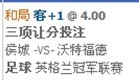 和局 客+1 @ 4.00
三项让分投注
侯城 -vs- 沃特福德
足球 英格兰冠军联赛